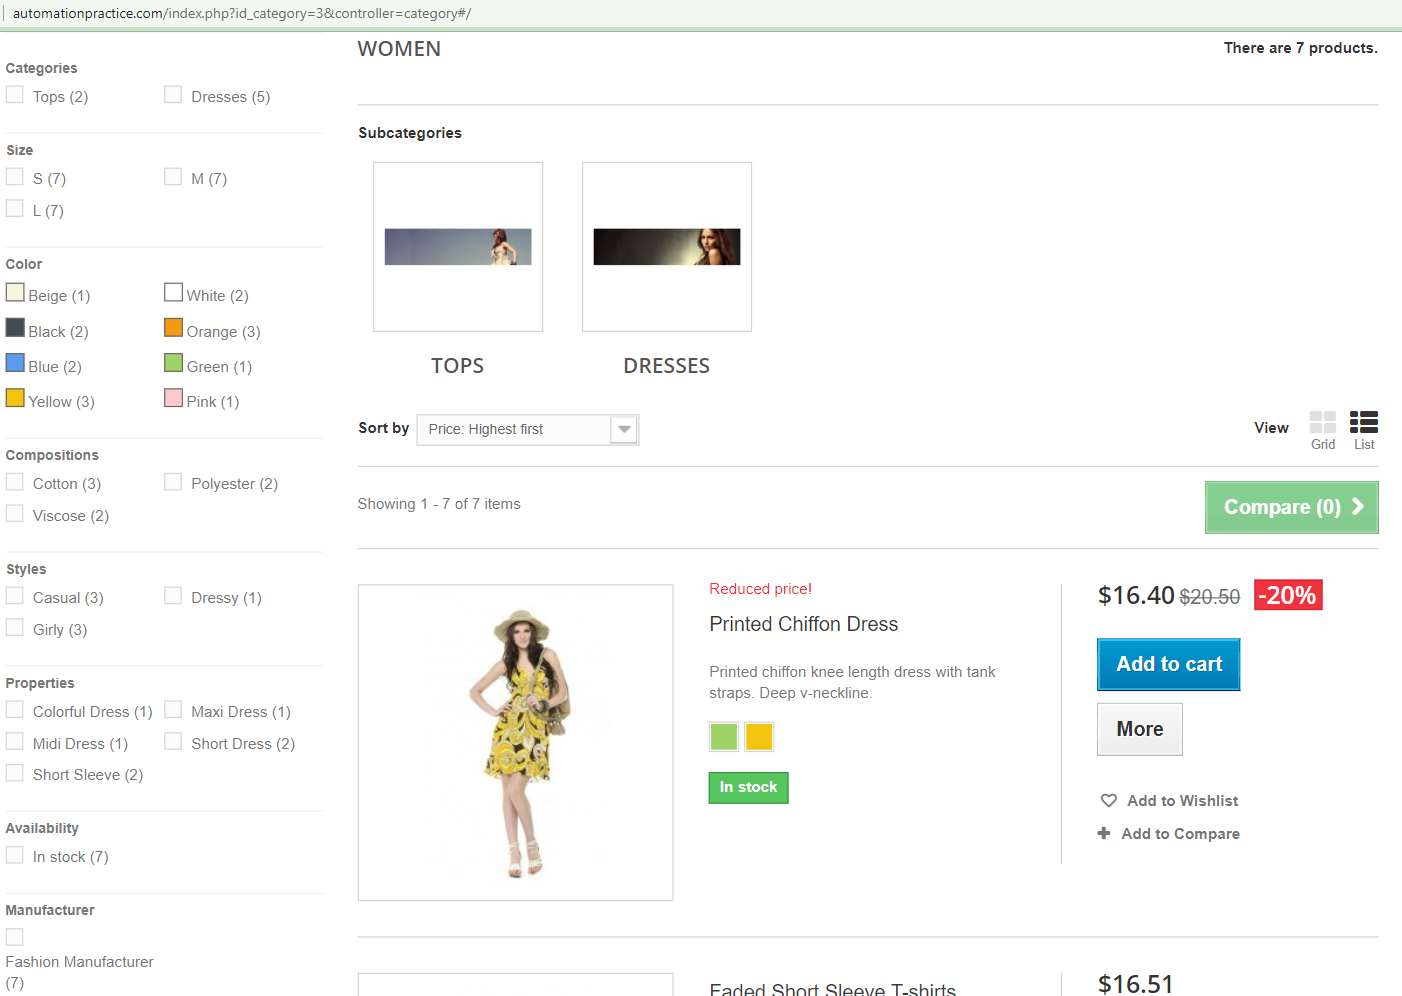 automationpractice.com/index.php?id_category=3&controller=category#/
Categories
Tops (2)
Dresses (5)
Size
S (7)
M (7)
L (7)
Color
Beige (1)
White (2)
Black (2)
Orange (3)
Blue (2)
Green (1)
Yellow (3)
Pink (1)
Compositions
Cotton (3)
Polyester (2)
Viscose (2)
Styles
Casual (3)
Dressy (1)
Girly (3)
Properties
Colorful Dress (1)
Maxi Dress (1)
Midi Dress (1)
Short Dress (2)
Short Sleeve (2)
Availability
In stock (7)
Manufacturer
Fashion Manufacturer
(7)
WOMEN
There are 7 products.
Subcategories
TOPS
DRESSES
Sort by
Price: Highest first
View
Grid
List
Showing 1 - 7 of 7 items
Compare (0)
Reduced price!
Printed Chiffon Dress
Printed chiffon knee length dress with tank
straps. Deep v-neckline.
In stock
$16.40 $20.50 -20%
Add to cart
More
Add to Wishlist
Add to Compare
Faded Short Sleeve T-shirts
$16.51